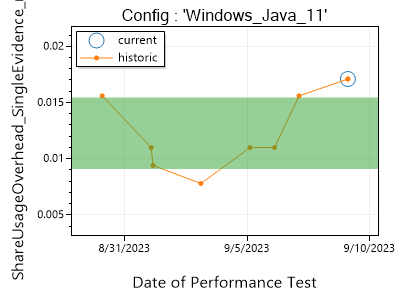 Config : 'Windows_Java_11'
ShareUsageOverhead_SingleEvidence_
current
historic
0.02
0.015
0.01
0.005
8/31/2023
9/5/2023
9/10/2023
Date of Performance Test